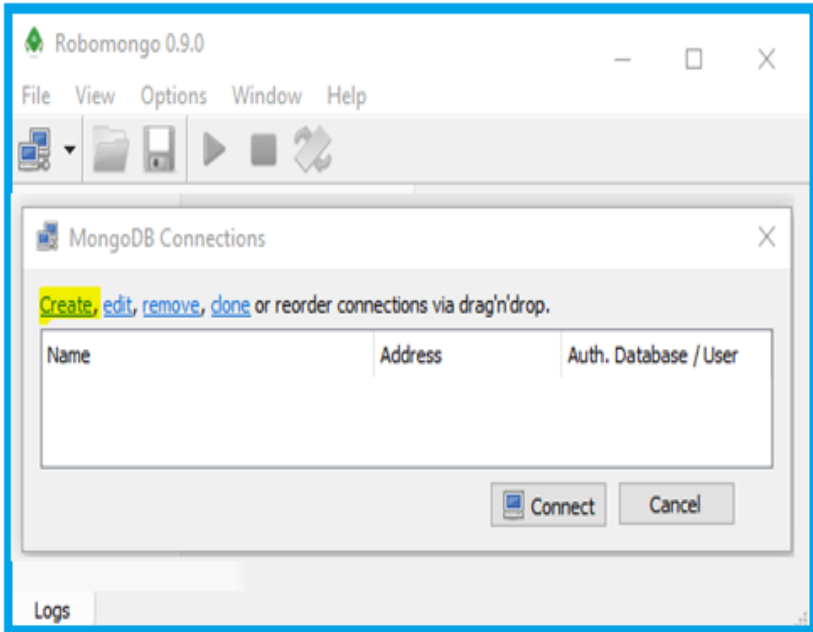 Robomongo 0.9.0
File View Options Window Help
MongoDB Connections
Create, edit, remove, clone or reorder connections via drag'n'drop.
Name Address Auth. Database / User
Connect Cancel
Logs